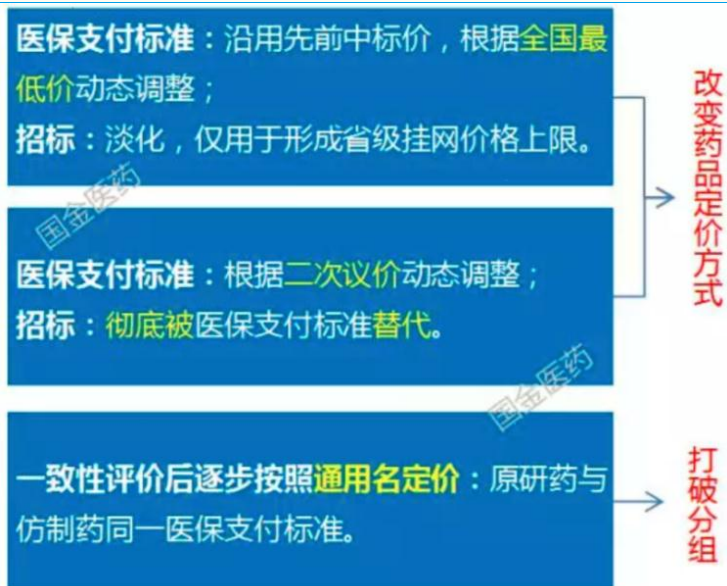 医保支付标准：沿用先前中标价，根据全国最
低价动态调整；
招标：淡化，仅用于形成省级挂网价格上限。
国金医药
医保支付标准：根据二次议价动态调整；
招标：彻底被医保支付标准替代。
国金医药
改变药品定价方式
一致性评价后逐步按照通用名定价：原研药与
仿制药同一医保支付标准。
打破分组